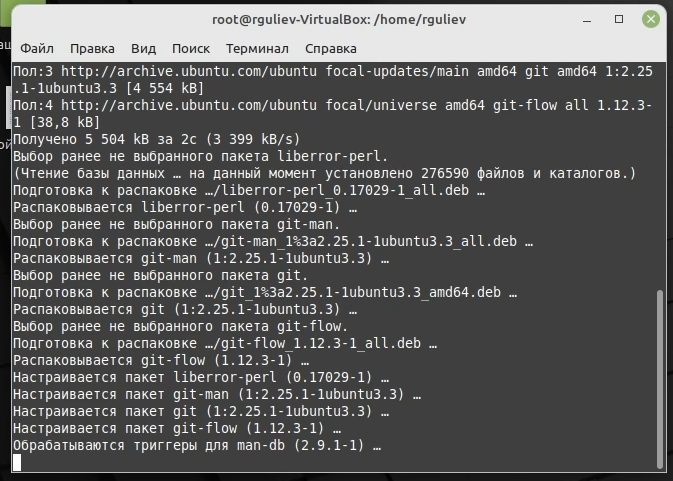 root@rguliev-VirtualBox: /home/rguliev
Файл Правка Вид Поиск Терминал Справка
Пол:3 http://archive.ubuntu.com/ubuntu focal-updates/main amd64 git amd64 1:2.25
.1-1ubuntu3.3 [4 554 kB]
Пол:4 http://archive.ubuntu.com/ubuntu focal/universe amd64 git-flow all 1.12.3-
1 [38,8 kB]
Получено 5 504 kB за 2с (3 399 kB/s)
Выбор ранее не выбранного пакета liberror-perl.
(Чтение базы данных … на данный момент установлено 276590 файлов и каталогов.)
Подготовка к распаковке …/liberror-perl_0.17029-1_all.deb …
Распаковывается liberror-perl (0.17029-1) …
Выбор ранее не выбранного пакета git-man.
Подготовка к распаковке …/git-man_1%3a2.25.1-1ubuntu3.3_all.deb …
Распаковывается git-man (1:2.25.1-1ubuntu3.3) …
Выбор ранее не выбранного пакета git.
Подготовка к распаковке …/git_1%3a2.25.1-1ubuntu3.3_amd64.deb …
Распаковывается git (1:2.25.1-1ubuntu3.3) …
Выбор ранее не выбранного пакета git-flow.
Подготовка к распаковке …/git-flow_1.12.3-1_all.deb …
Распаковывается git-flow (1.12.3-1) …
Настраивается пакет liberror-perl (0.17029-1) …
Настраивается пакет git-man (1:2.25.1-1ubuntu3.3) …
Настраивается пакет git (1:2.25.1-1ubuntu3.3) …
Настраивается пакет git-flow (1.12.3-1) …
Обрабатываются триггеры для man-db (2.9.1-1) …